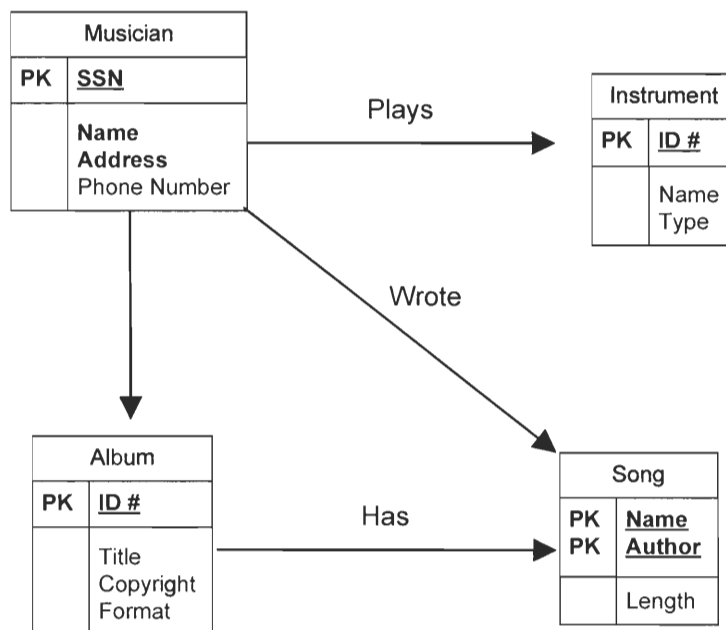 Musician
PK SSN
Name
Address
Phone Number
Plays
Instrument
PK ID #
Name
Type
Wrote
Album
PK ID #
Title
Copyright
Format
Has
Song
PK Name
PK Author
Length